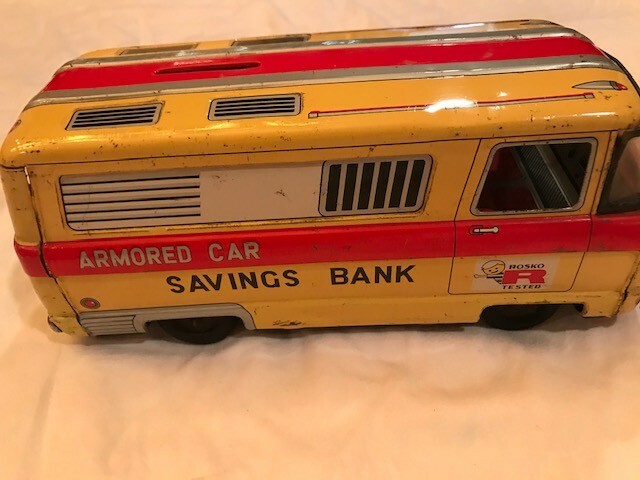 ARMORED CAR
SAVINGS BANK
ROSKO
R
TESTED